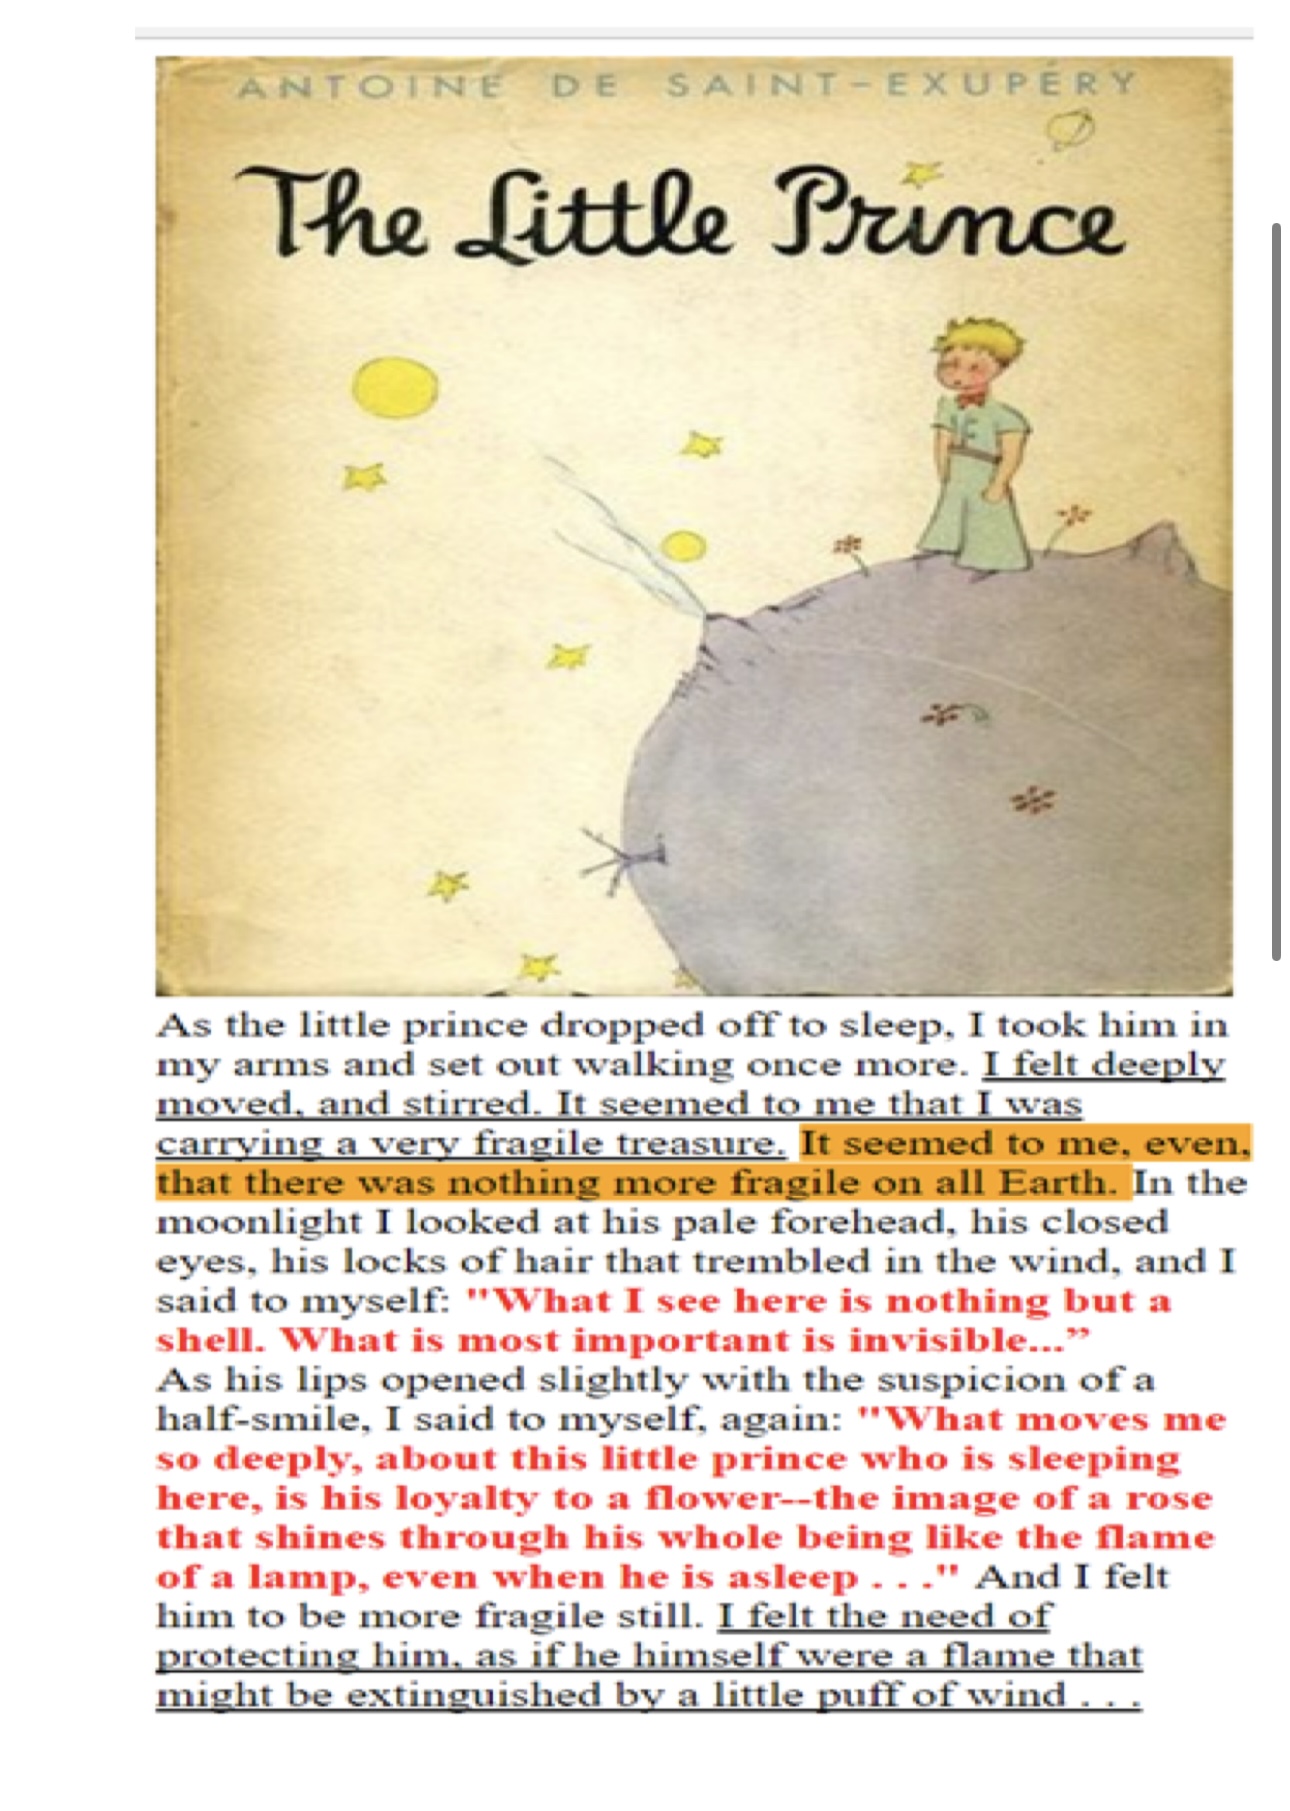 ANTOINE DE SAINT-EXUPÉRY
The Little Prince
As the little prince dropped off to sleep, I took him in
my arms and set out walking once more. I felt deeply
moved, and stirred. It seemed to me that I was
carrying a very fragile treasure. It seemed to me, even,
that there was nothing more fragile on all Earth. In the
moonlight I looked at his pale forehead, his closed
eyes, his locks of hair that trembled in the wind, and I
said to myself: "What I see here is nothing but a
shell. What is most important is invisible...”
As his lips opened slightly with the suspicion of a
half-smile, I said to myself, again: "What moves me
so deeply, about this little prince who is sleeping
here, is his loyalty to a flower--the image of a rose
that shines through his whole being like the flame
of a lamp, even when he is asleep . . ." And I felt
him to be more fragile still. I felt the need of
protecting him, as if he himself were a flame that
might be extinguished by a little puff of wind . . .